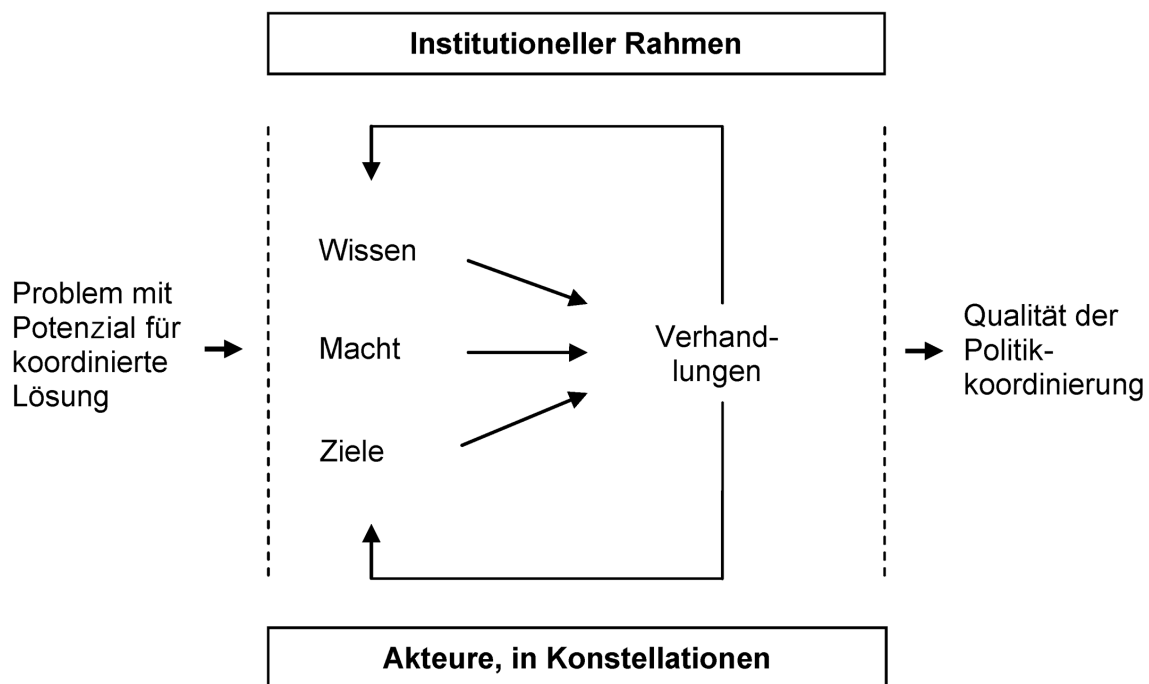 Institutioneller Rahmen
Problem mit
Potenzial für
koordinierte
Lösung
Wissen
Macht
Ziele
Verhand-
lungen
Qualität der
Politik-
koordinierung
Akteure, in Konstellationen